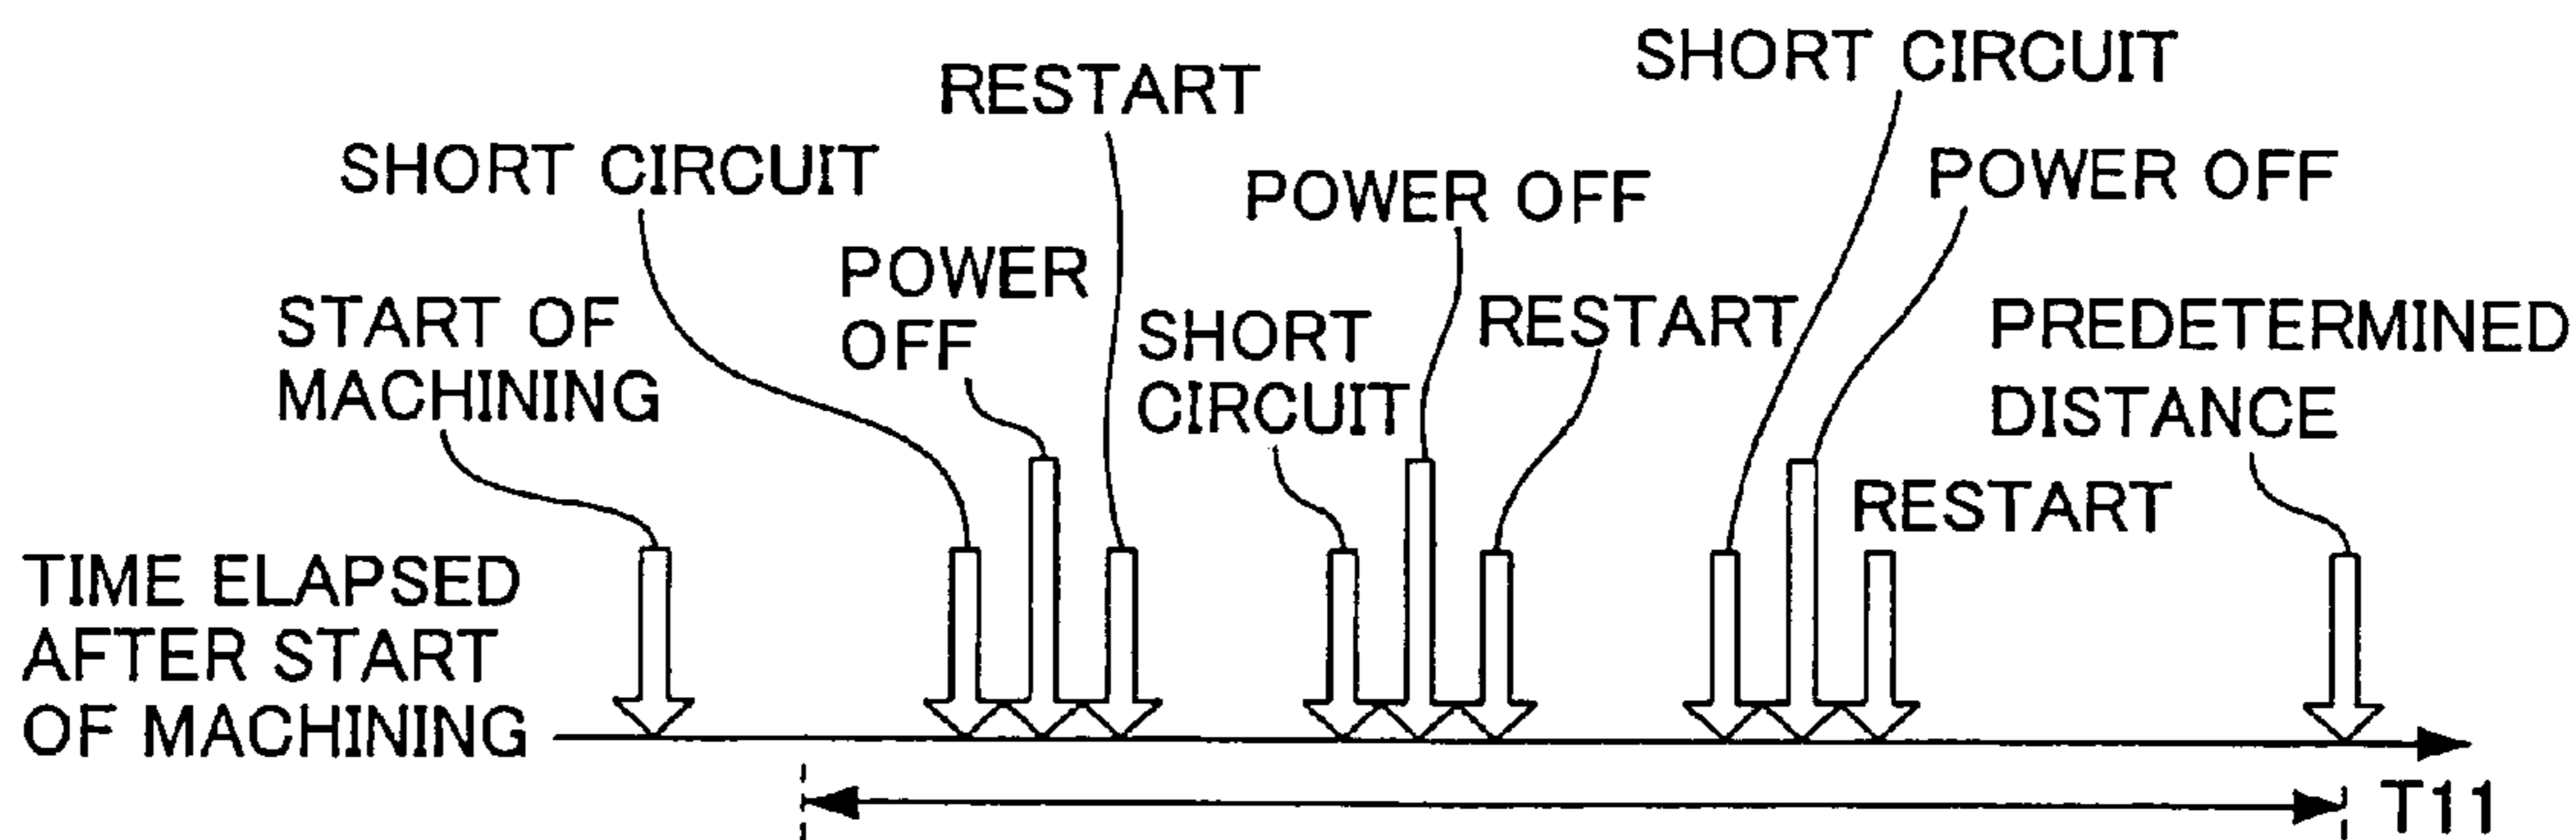 SHORT CIRCUIT
RESTART
SHORT CIRCUIT
POWER OFF
POWER OFF
POWER
OFF
START OF
MACHINING
SHORT
CIRCUIT
RESTART
PREDETERMINED
DISTANCE
RESTART
TIME ELAPSED
AFTER START
OF MACHINING
T11